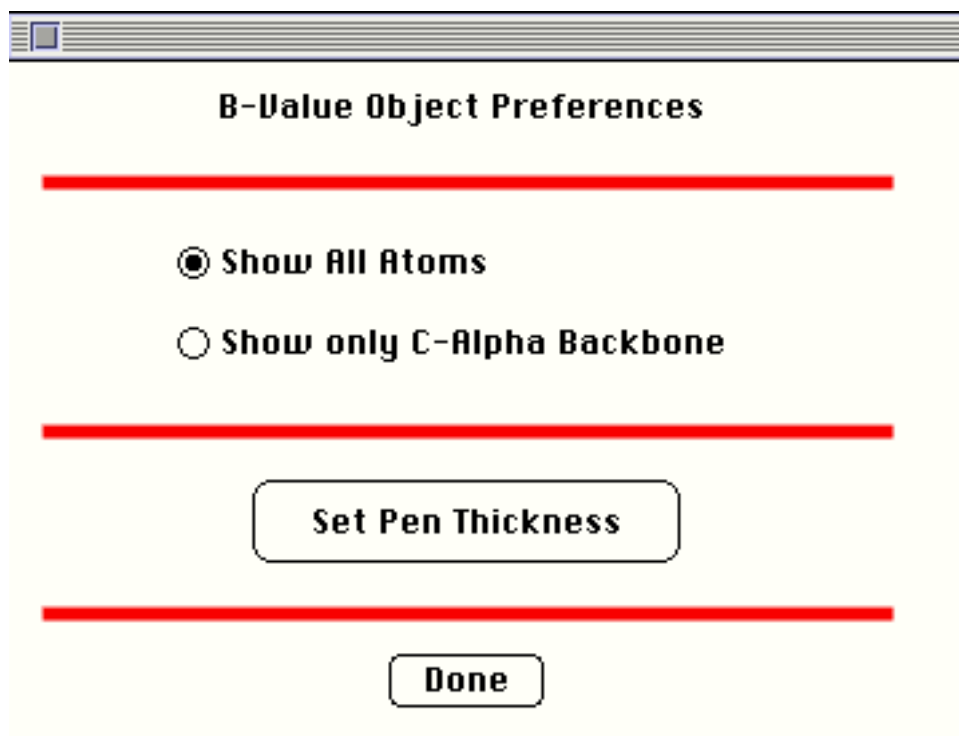 B-Value Object Preferences
Show All Atoms
Show only C-Alpha Backbone
Set Pen Thickness
Done